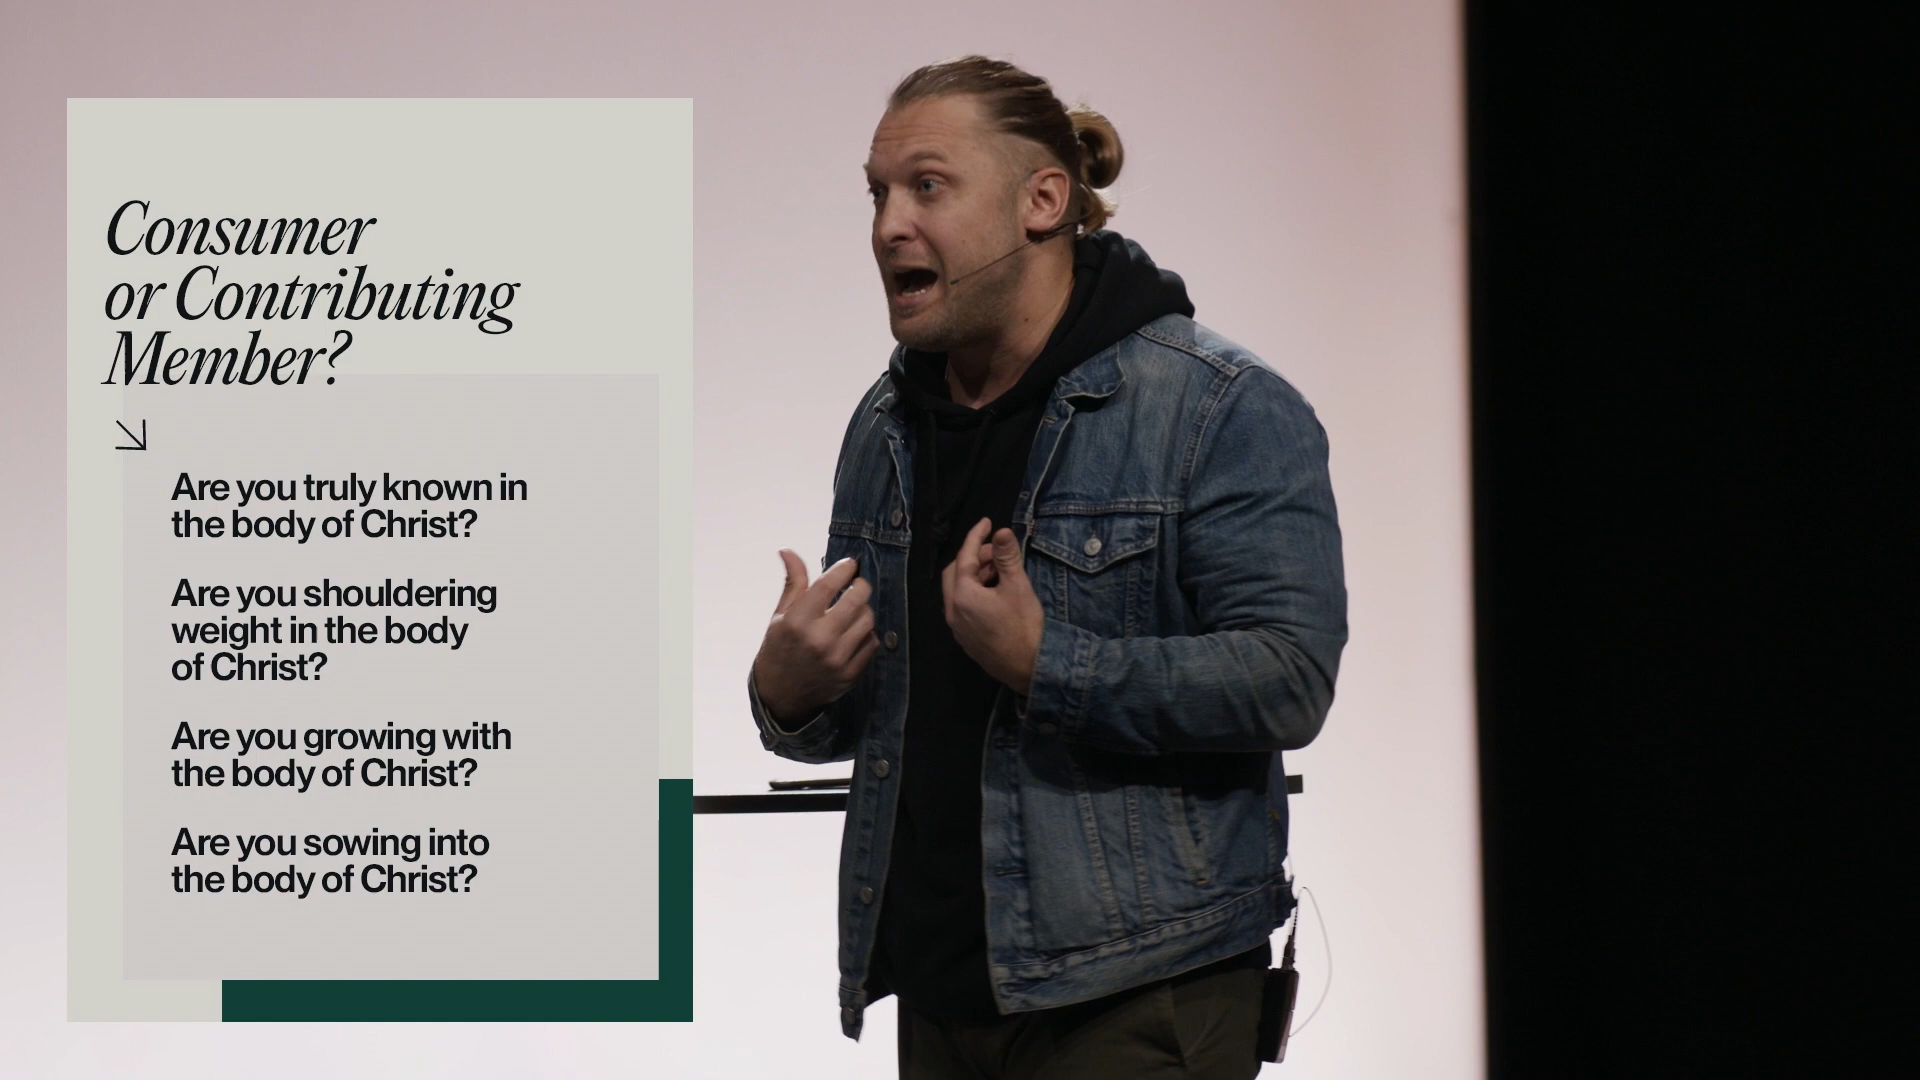 Consumer
or Contributing
Member?
Are you truly known in
the body of Christ?
Are you shouldering
weight in the body
of Christ?
Are you growing with
the body of Christ?
Are you sowing into
the body of Christ?